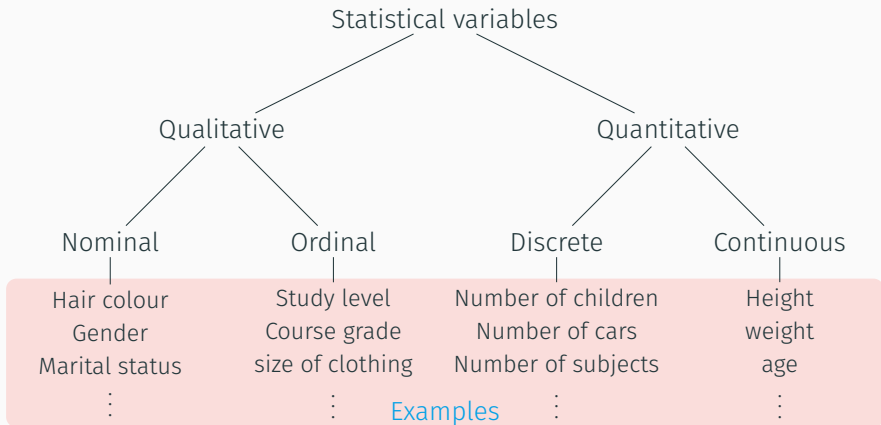 Statistical variables
Qualitative
Quantitative
Nominal
Ordinal
Discrete
Continuous
Hair colour
Gender
Marital status
⋮
Study level
Course grade
size of clothing
⋮
Number of children
Number of cars
Number of subjects
⋮
Height
weight
age
⋮
Examples